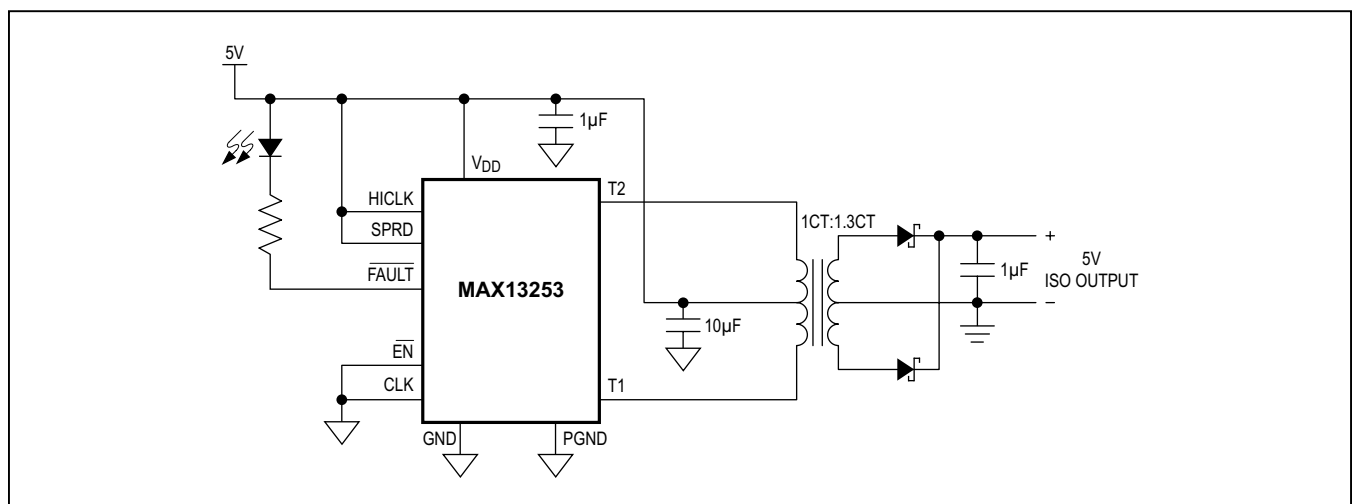 5V
1µF
VDD
HICLK
SPRD
FAULT
MAX13253
EN
CLK
GND
PGND
T2
T1
1CT:1.3CT
10µF
1µF
+
5V
ISO OUTPUT
−